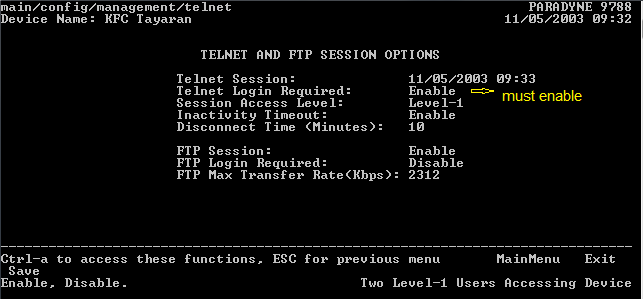 main/config/management/telnet PARADYNE 9788
Device Name: KFC Tayaran 11/05/2003 09:32
TELNET AND FTP SESSION OPTIONS
Telnet Session: 11/05/2003 09:33
Telnet Login Required: Enable must enable
Session Access Level: Level-1
Inactivity Timeout: Enable
Disconnect Time (Minutes): 10
FTP Session: Enable
FTP Login Required: Disable
FTP Max Transfer Rate(Kbps): 2312
Ctrl-a to access these functions, ESC for previous menu MainMenu Exit
Save
Enable, Disable. Two Level-1 Users Accessing Device